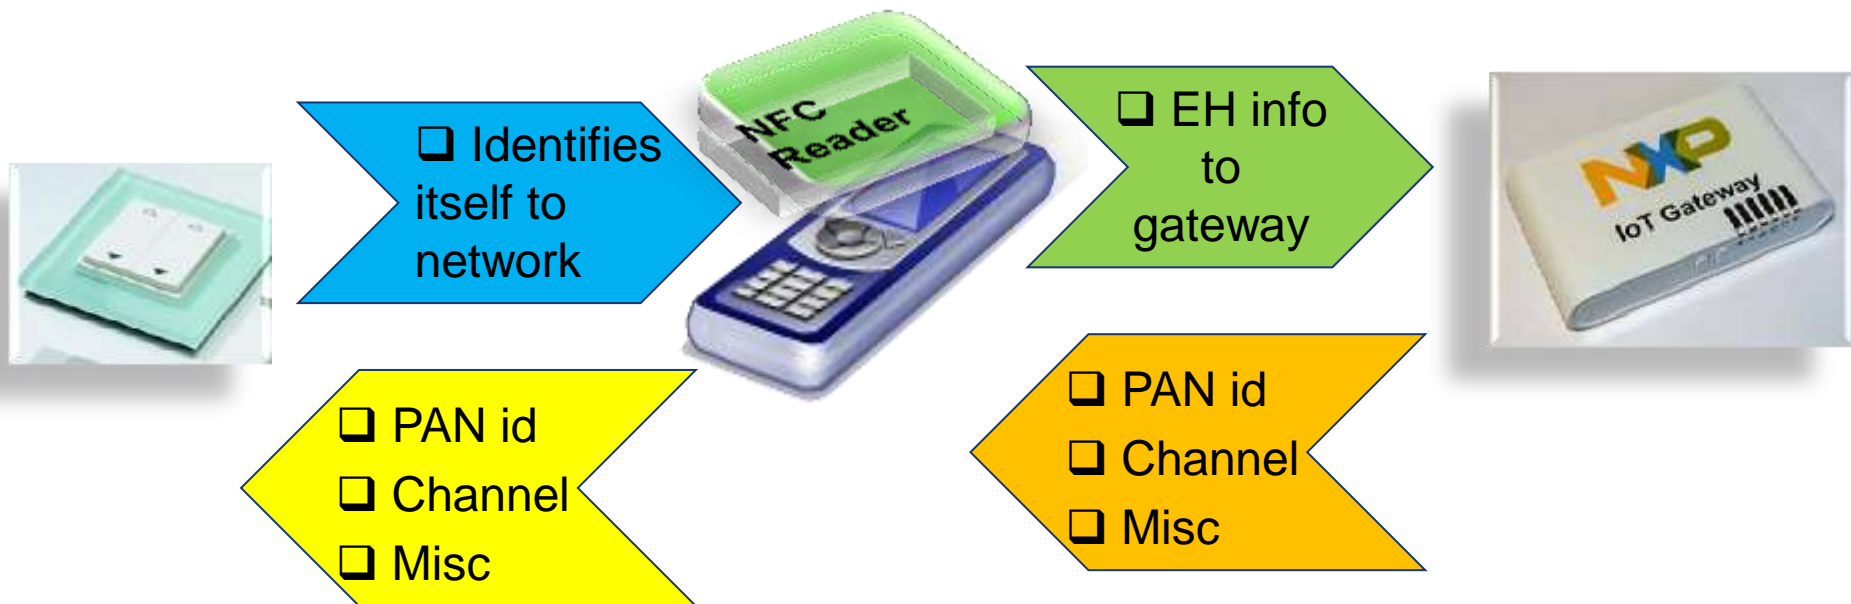 Identifies
itself to
network
NFC
Reader
EH info
to
gateway
NXP
IoT Gateway
PAN id
Channel
Misc
PAN id
Channel
Misc